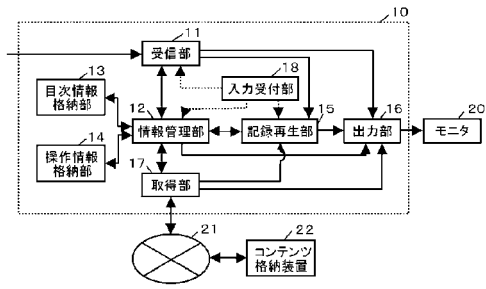 10
11
受信部
13
目次情報
格納部
18
入力受付部
12
情報管理部
15
記録再生部
16
出力部
20
モニタ
14
操作情報
格納部
17
取得部
21
22
コンテンツ
格納装置